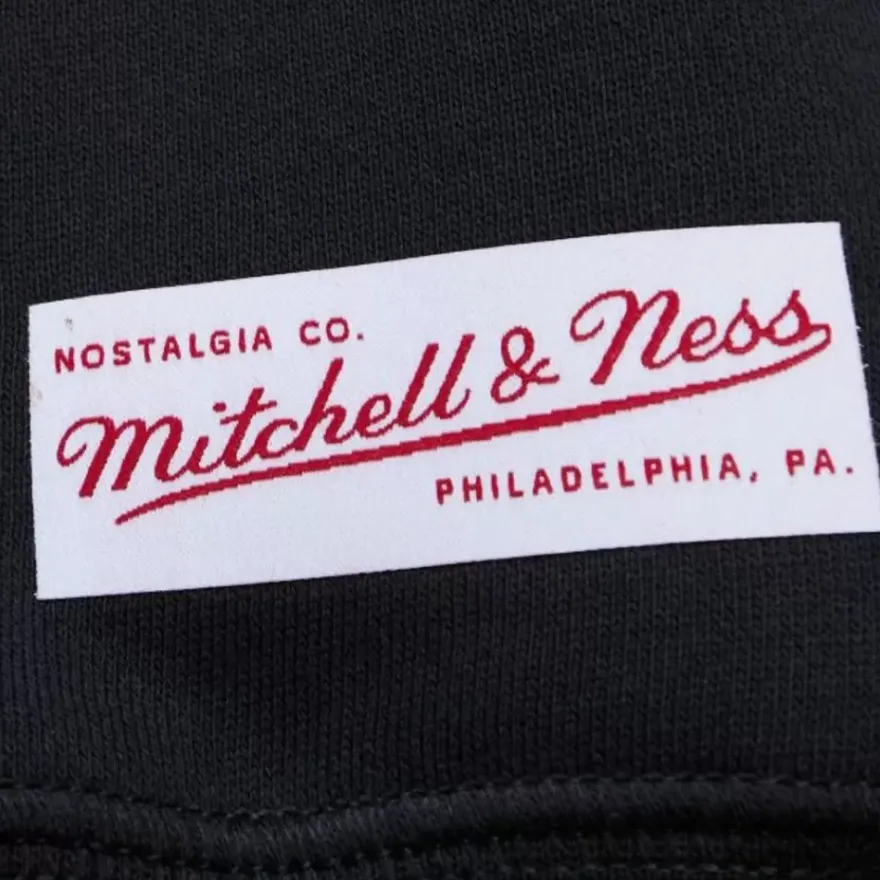 NOSTALGIA CO.
Mitchell & Ness
PHILADELPHIA, PA.